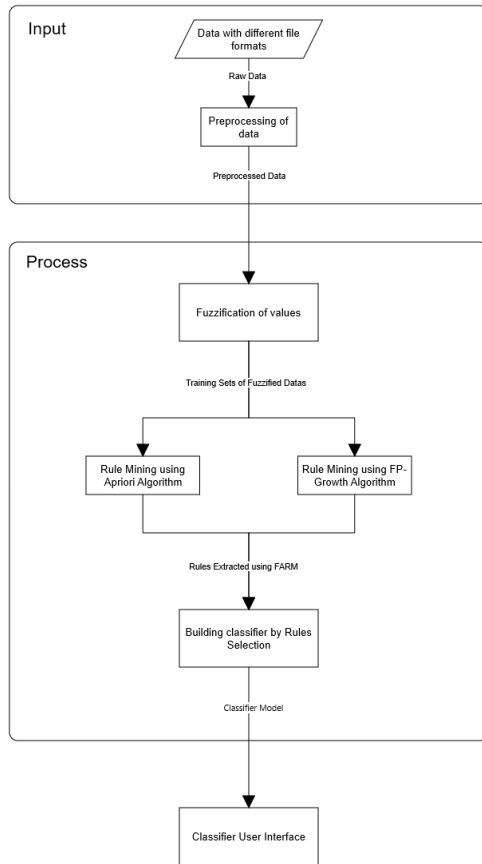 Input
Data with different file
formats
Raw Data
Preprocessing of
data
Preprocessed Data
Process
Fuzzification of values
Training Sets of Fuzzified Datas
Rule Mining using
Apriori Algorithm
Rule Mining using FP-
Growth Algorithm
Rules Extracted using FARM
Building classifier by Rules
Selection
Classifier Model
Classifier User Interface